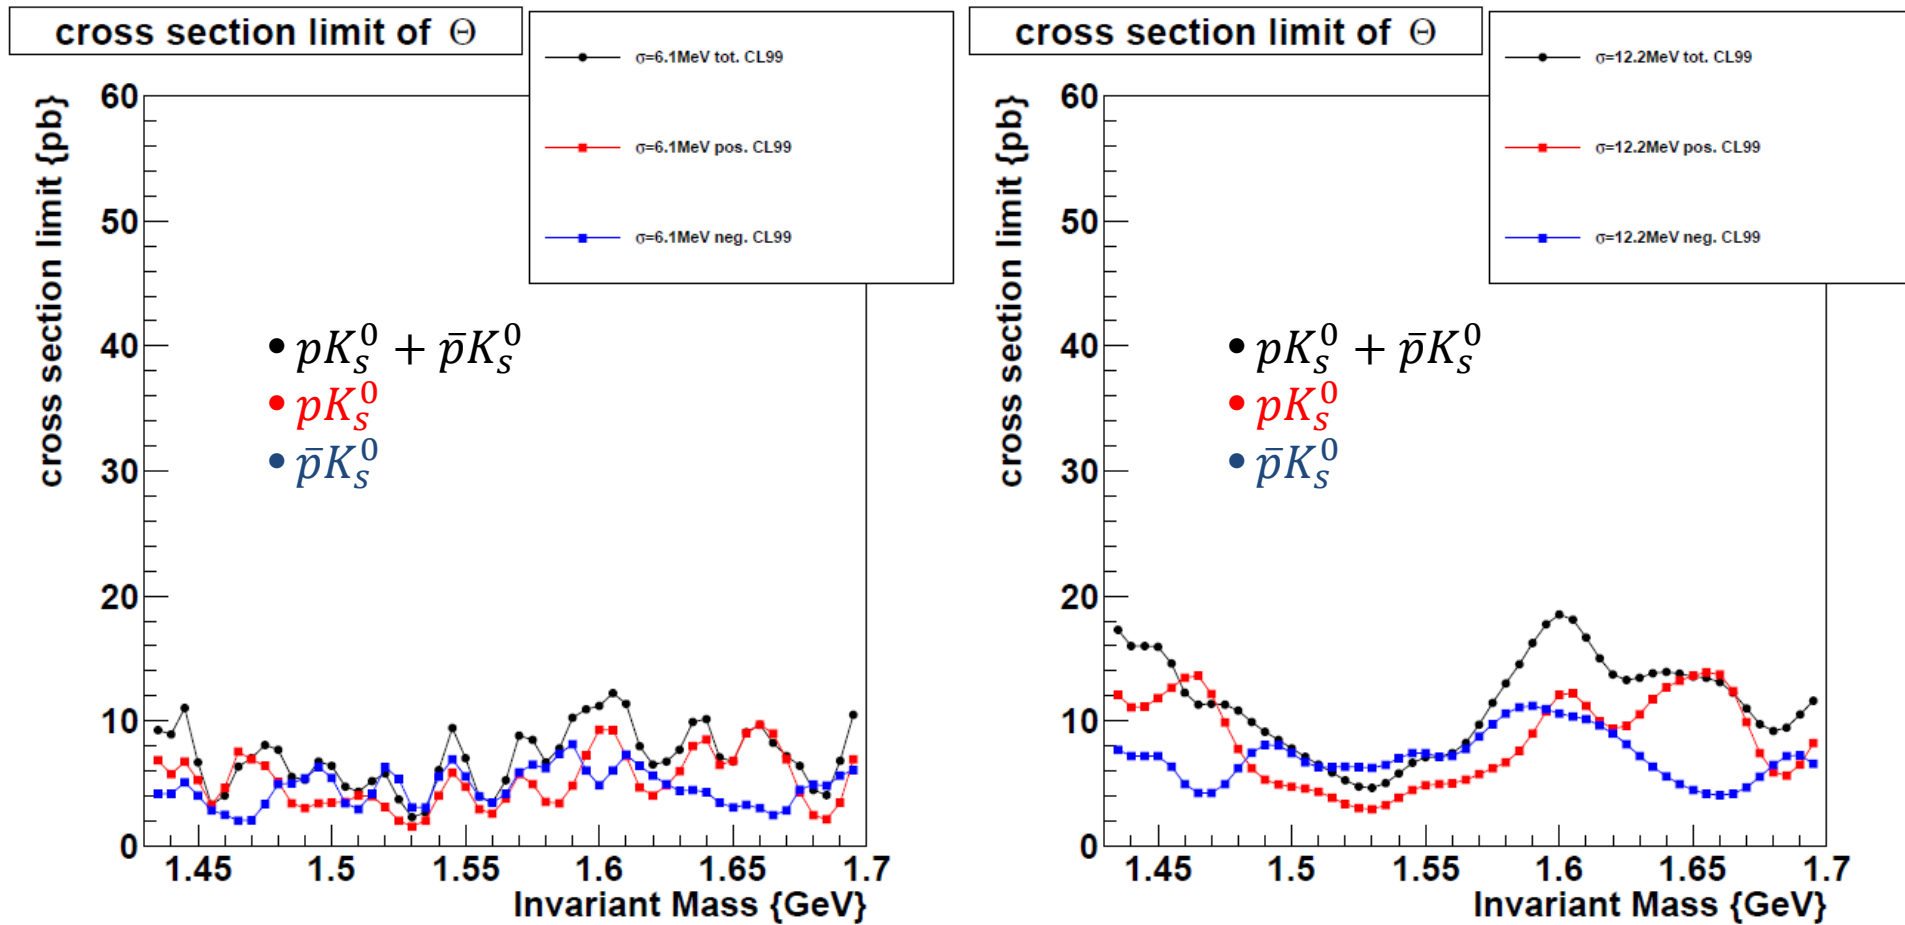 cross section limit of Θ
σ=6.1MeV tot. CL99
σ=6.1MeV pos. CL99
σ=6.1MeV neg. CL99
cross section limit {pb}
60
50
40
30
20
10
0
• pK_s^0 + p̄K_s^0
• pK_s^0
• p̄K_s^0
1.45 1.5 1.55 1.6 1.65 1.7
Invariant Mass {GeV}
cross section limit of Θ
σ=12.2MeV tot. CL99
σ=12.2MeV pos. CL99
σ=12.2MeV neg. CL99
cross section limit {pb}
60
50
40
30
20
10
0
• pK_s^0 + p̄K_s^0
• pK_s^0
• p̄K_s^0
1.45 1.5 1.55 1.6 1.65 1.7
Invariant Mass {GeV}